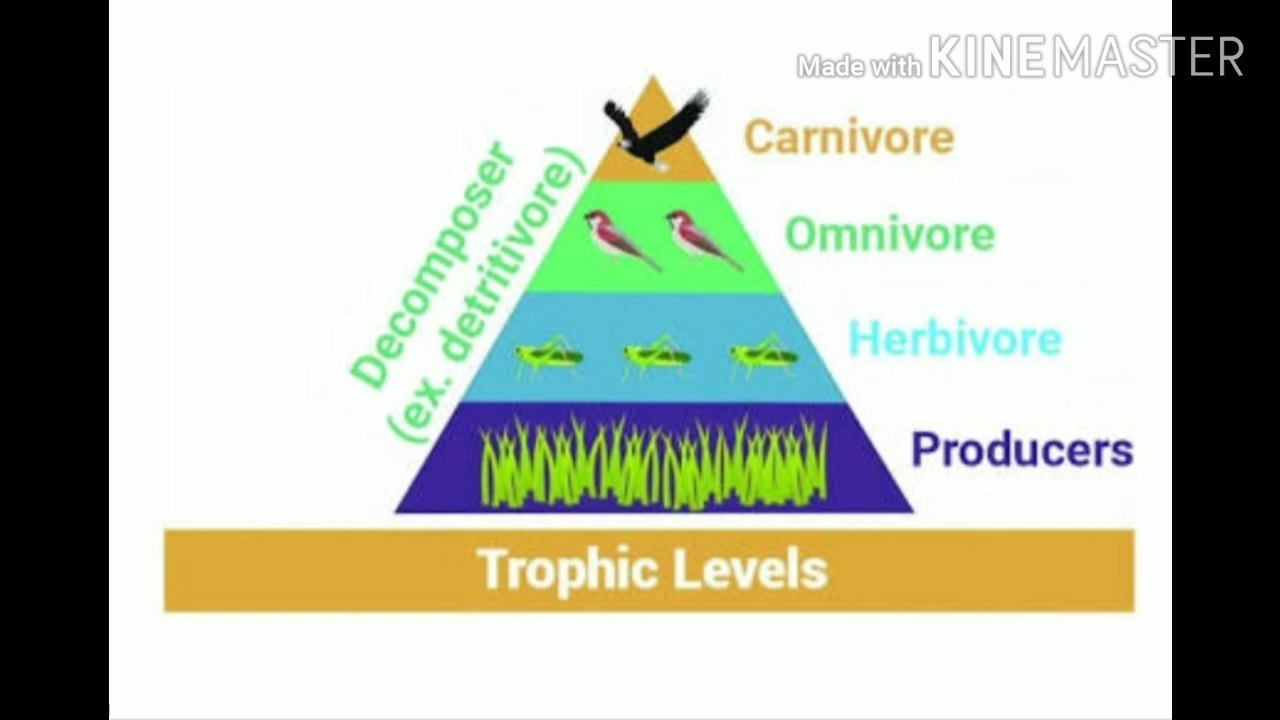 Made with KINEMASTER
Carnivore
Decomposer
(ex. detritivore)
Omnivore
Herbivore
Producers
Trophic Levels